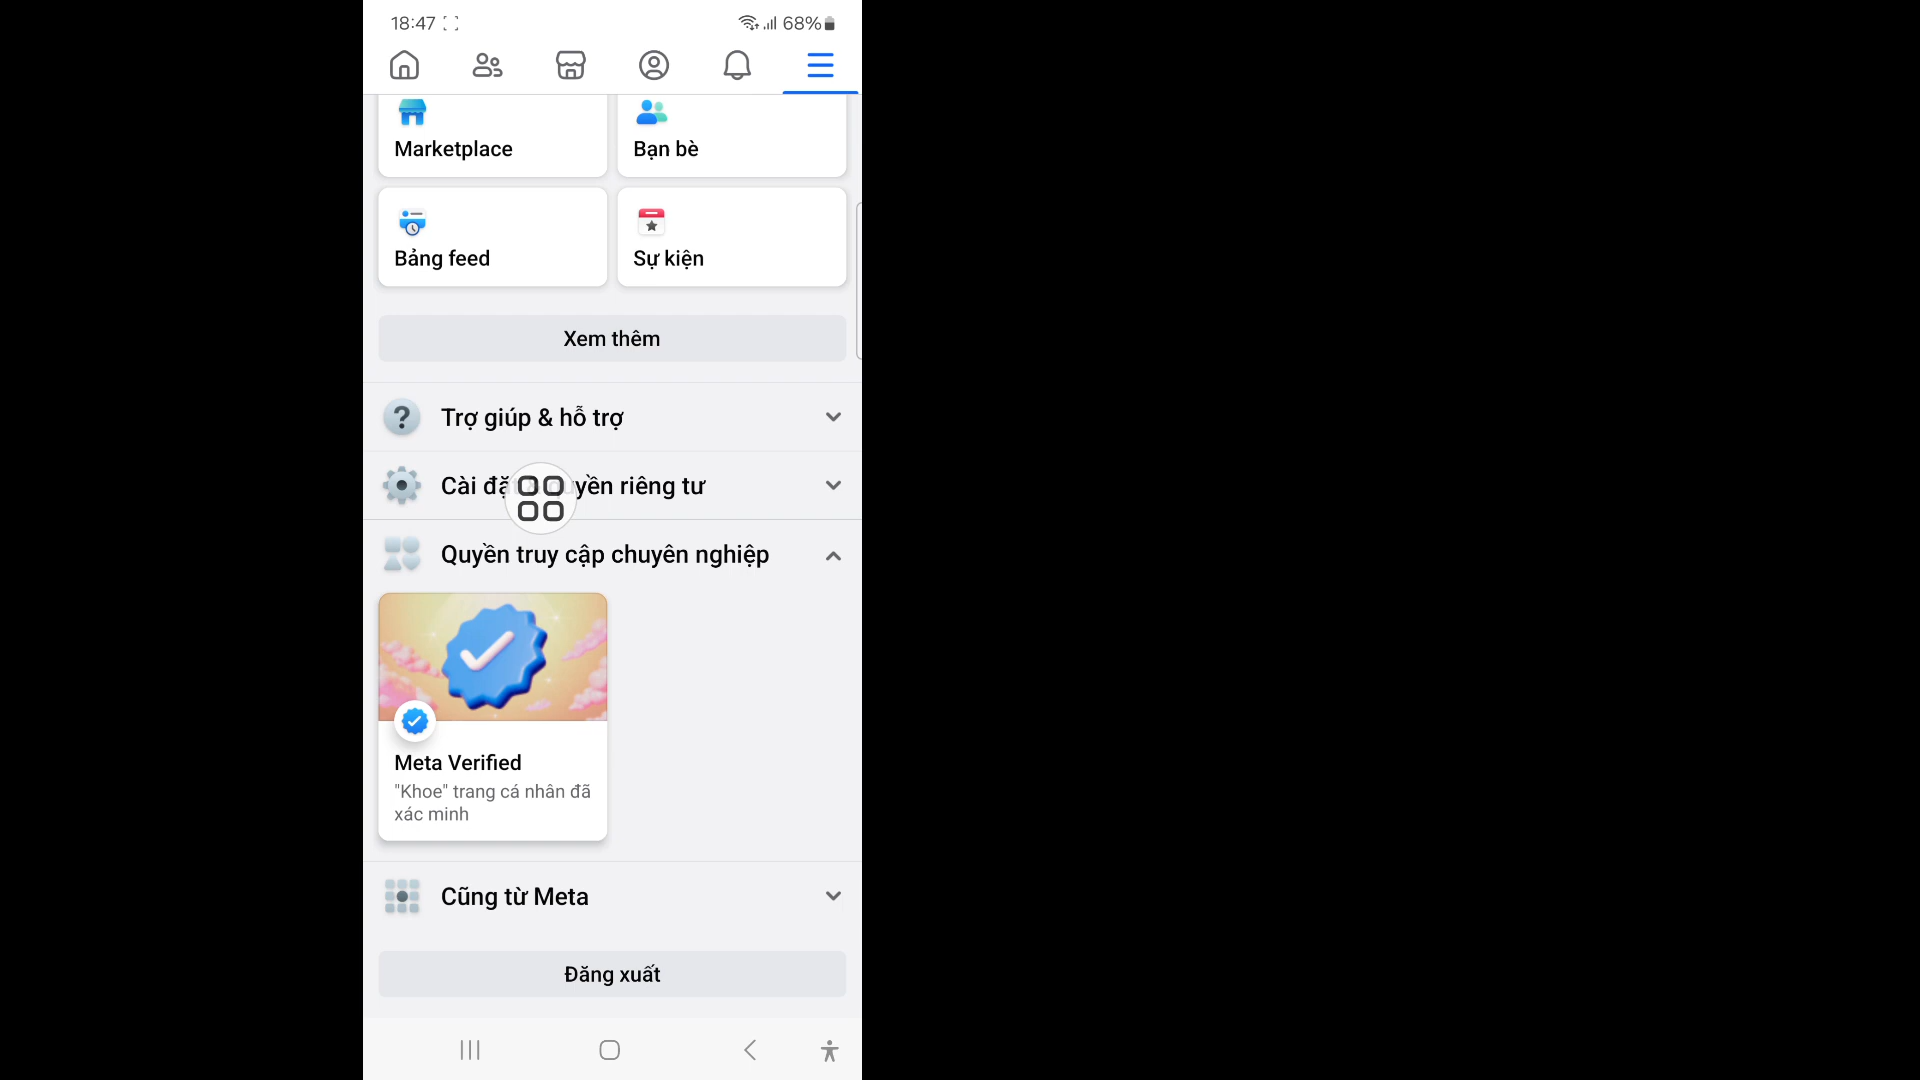 18:47 68%
Marketplace Bạn bè
Bảng feed Sự kiện
Xem thêm
Trợ giúp & hỗ trợ
Cài yền riêng tư
Quyền truy cập chuyên nghiệp
Meta Verified
"Khoe" trang cá nhân đã
xác minh
Cũng từ Meta
Đăng xuất